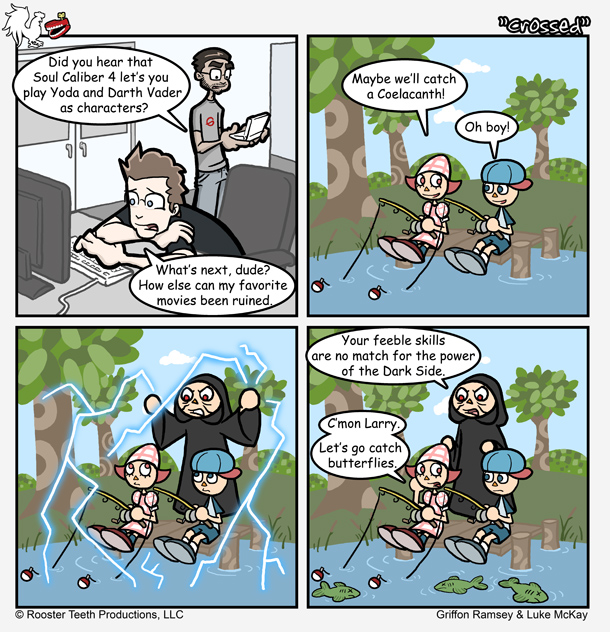 "crossed"
Did you hear that
Soul Caliber 4 let's you
play Yoda and Darth Vader
as characters?
What's next, dude?
How else can my favorite
movies been ruined.
Maybe we'll catch
a Coelacanth!
Oh boy!
Your feeble skills
are no match for the power
of the Dark Side.
C'mon Larry.
Let's go catch
butterflies.
© Rooster Teeth Productions, LLC
Griffon Ramsey & Luke McKay